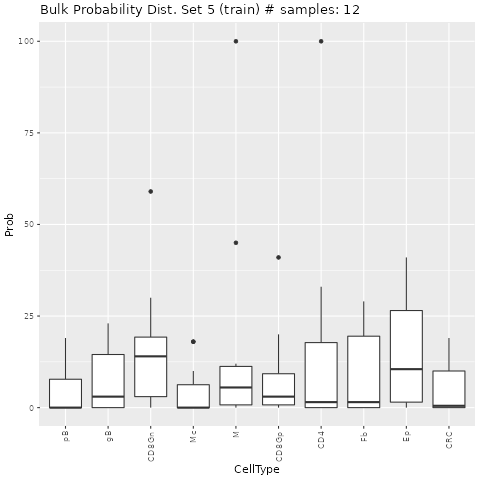 Bulk Probability Dist. Set 5 (train) # samples: 12
100
75
50
25
0
Prob
pB
gB
CD8Gn
Mc
M
CD8Gp
CD4
Fb
Ep
CRC
CellType